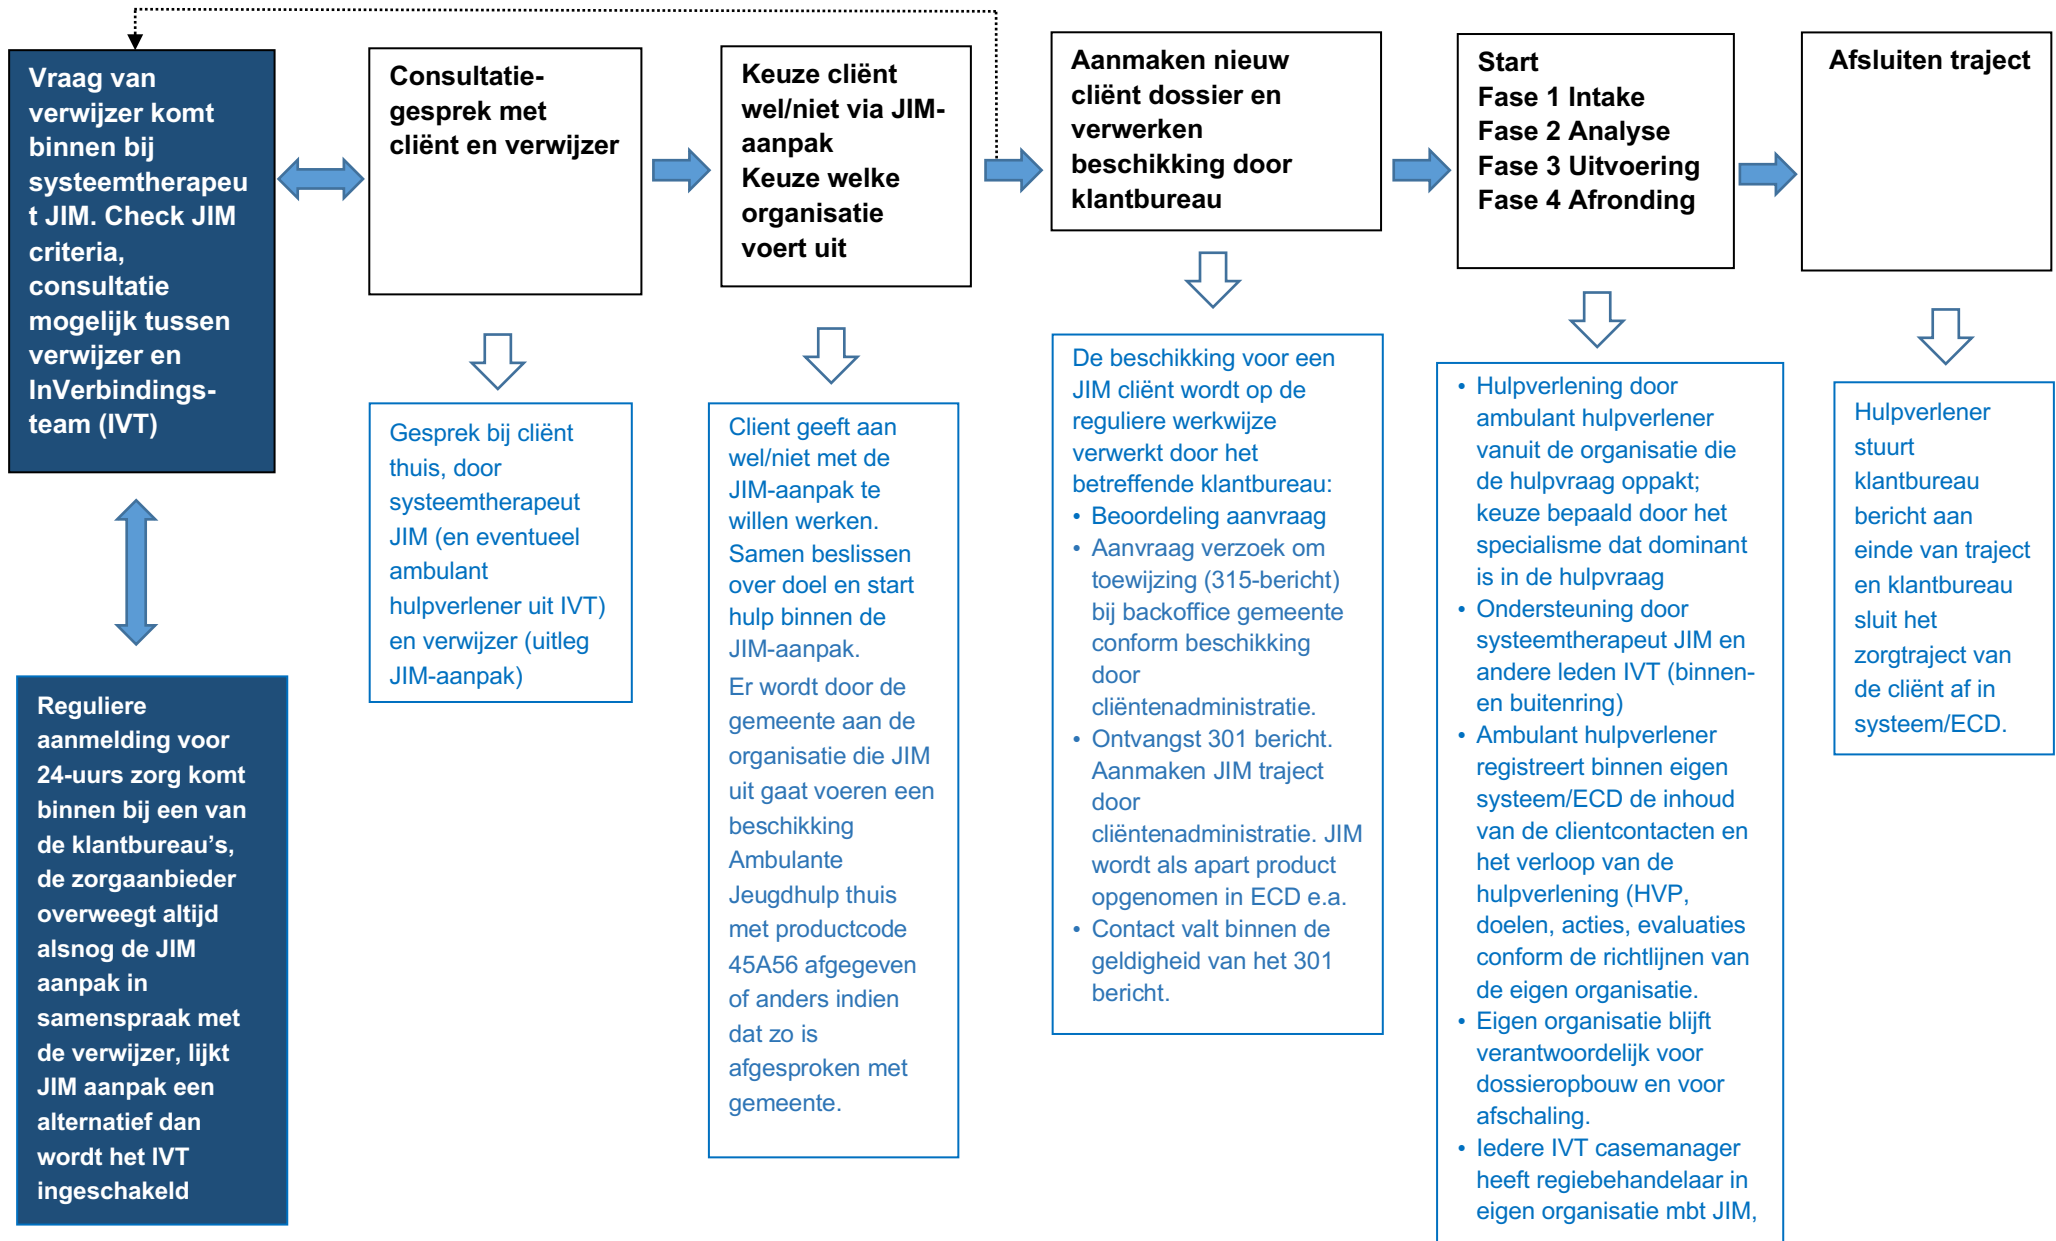 Vraag van
verwijzer komt
binnen bij
systeemtherapeu
t JIM. Check JIM
criteria,
consultatie
mogelijk tussen
verwijzer en
InVerbindings-
team (IVT)
Reguliere
aanmelding voor
24-uurs zorg komt
binnen bij een van
de klantbureau’s,
de zorgaanbieder
overweegt altijd
alsnog de JIM
aanpak in
samenspraak met
de verwijzer, lijkt
JIM aanpak een
alternatief dan
wordt het IVT
ingeschakeld
Consultatie-
gesprek met
cliënt en verwijzer
Gesprek bij cliënt
thuis, door
systeemtherapeut
JIM (en eventueel
ambulant
hulpverlener uit IVT)
en verwijzer (uitleg
JIM-aanpak)
Keuze cliënt
wel/niet via JIM-
aanpak
Keuze welke
organisatie
voert uit
Client geeft aan
wel/niet met de
JIM-aanpak te
willen werken.
Samen beslissen
over doel en start
hulp binnen de
JIM-aanpak.
Er wordt door de
gemeente aan de
organisatie die JIM
uit gaat voeren een
beschikking
Ambulante
Jeugdhulp thuis
met productcode
45A56 afgegeven
of anders indien
dat zo is
afgesproken met
gemeente.
Aanmaken nieuw
cliënt dossier en
verwerken
beschikking door
klantbureau
De beschikking voor een
JIM cliënt wordt op de
reguliere werkwijze
verwerkt door het
betreffende klantbureau:
• Beoordeling aanvraag
• Aanvraag verzoek om
toewijzing (315-bericht)
bij backoffice gemeente
conform beschikking
door
cliëntenadministratie.
• Ontvangst 301 bericht.
Aanmaken JIM traject
door
cliëntenadministratie. JIM
wordt als apart product
opgenomen in ECD e.a.
• Contact valt binnen de
geldigheid van het 301
bericht.
Start
Fase 1 Intake
Fase 2 Analyse
Fase 3 Uitvoering
Fase 4 Afronding
• Hulpverlening door
ambulant hulpverlener
vanuit de organisatie die
de hulpvraag oppakt;
keuze bepaald door het
specialisme dat dominant
is in de hulpvraag
• Ondersteuning door
systeemtherapeut JIM en
andere leden IVT (binnen-
en buitenring)
• Ambulant hulpverlener
registreert binnen eigen
systeem/ECD de inhoud
van de clientcontacten en
het verloop van de
hulpverlening (HVP,
doelen, acties, evaluaties
conform de richtlijnen van
de eigen organisatie.
• Eigen organisatie blijft
verantwoordelijk voor
dossieropbouw en voor
afschaling.
• Iedere IVT casemanager
heeft regiebehandelaar in
eigen organisatie mbt JIM,
Afsluiten traject
Hulpverlener
stuurt
klantbureau
bericht aan
einde van traject
en klantbureau
sluit het
zorgtraject van
de cliënt af in
systeem/ECD.